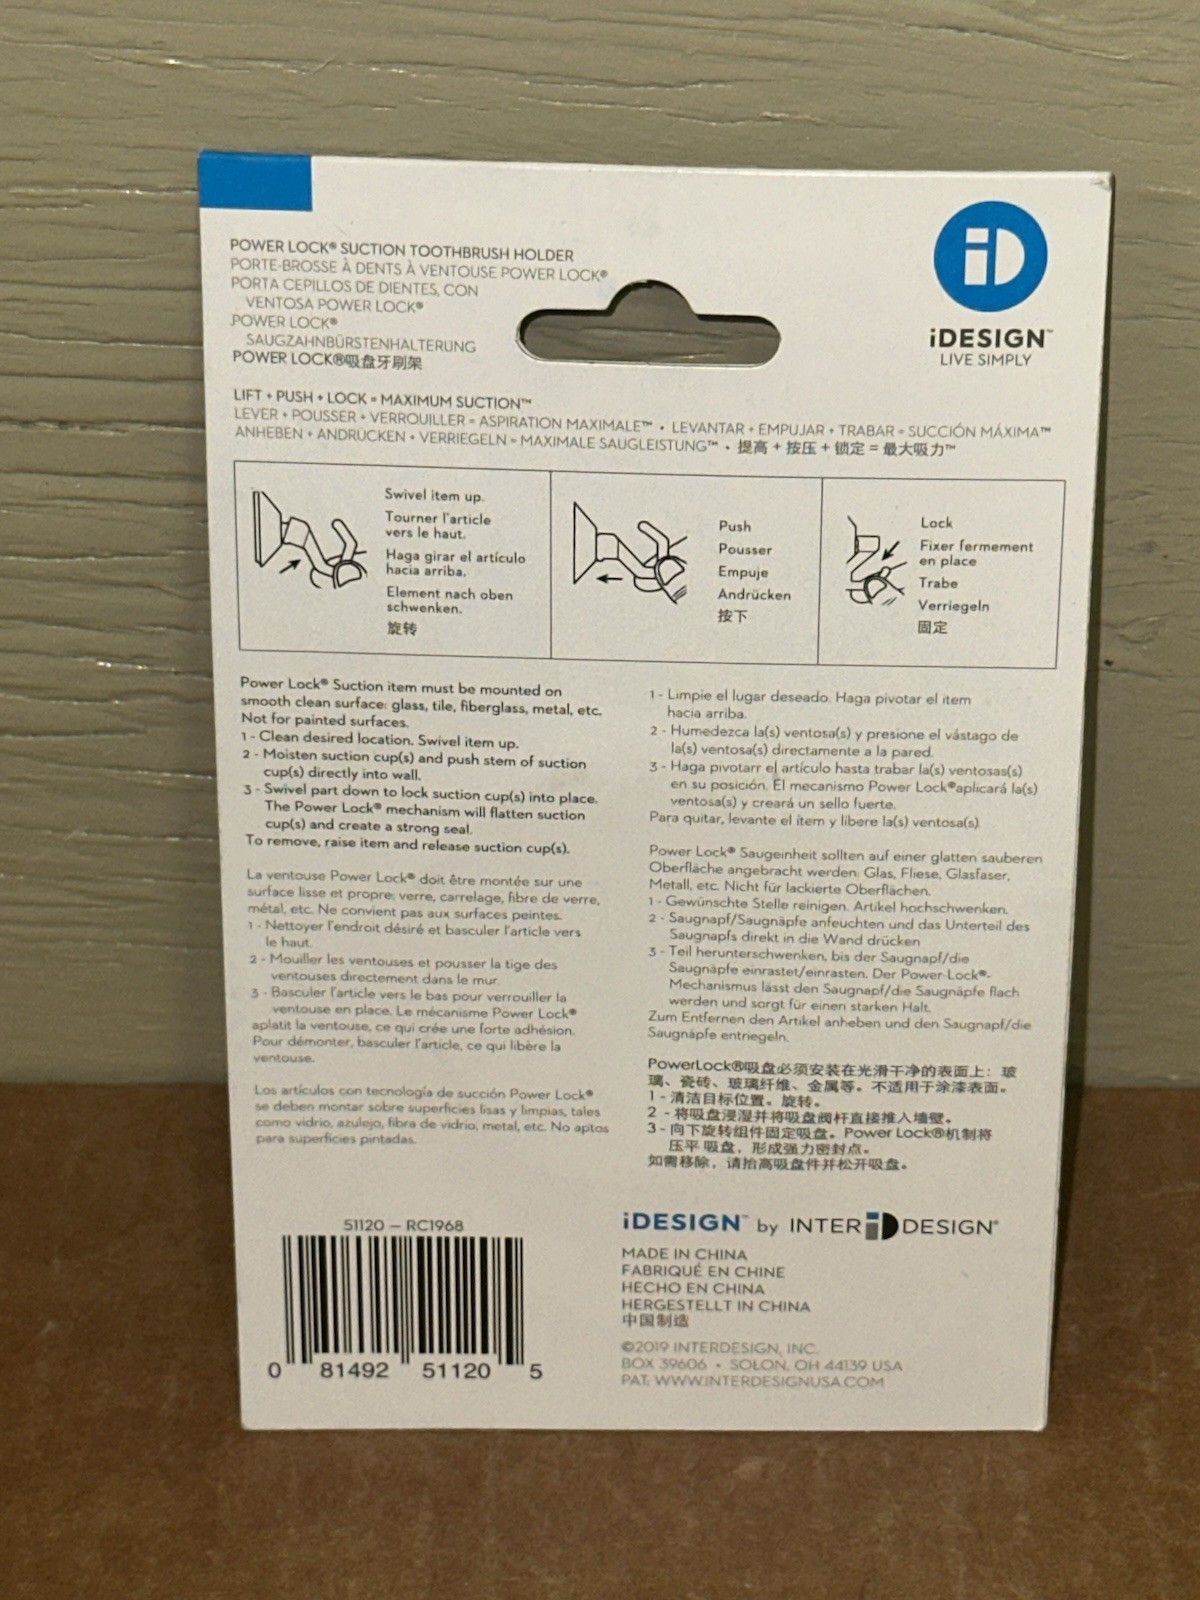 POWER LOCK® SUCTION TOOTHBRUSH HOLDER
PORTE-BROSSE À DENTS À VENTOUSE POWER LOCK®
PORTA CEPILLOS DE DIENTES, CON
VENTOSA POWER LOCK®
POWER LOCK®
SAUGZAHNBÜRSTENHALTERUNG
POWER LOCK®吸盘牙刷架
iD
iDESIGN™
LIVE SIMPLY
LIFT + PUSH + LOCK = MAXIMUM SUCTION™
LEVER + POUSSER + VERROUILLER = ASPIRATION MAXIMALE™ • LEVANTAR + EMPUJAR + TRABAR = SUCCIÓN MÁXIMA™
ANHEBEN + ANDRÜCKEN + VERRIEGELN = MAXIMALE SAUGLEISTUNG™ • 提高 + 按压 + 锁定 = 最大吸力™
Swivel item up.
Tourner l'article
vers le haut.
Haga girar el artículo
hacia arriba.
Element nach oben
schwenken.
旋转
Push
Pousser
Empuje
Andrücken
按下
Lock
Fixer fermement
en place
Trabe
Verriegeln
固定
Power Lock® Suction item must be mounted on
smooth clean surface: glass, tile, fiberglass, metal, etc.
Not for painted surfaces.
1 - Clean desired location. Swivel item up.
2 - Moisten suction cup(s) and push stem of suction
cup(s) directly into wall.
3 - Swivel part down to lock suction cup(s) into place.
The Power Lock® mechanism will flatten suction
cup(s) and create a strong seal.
To remove, raise item and release suction cup(s).
La ventouse Power Lock® doit être montée sur une
surface lisse et propre; verre, carrelage, fibre de verre,
métal, etc. Ne convient pas aux surfaces peintes.
1 - Nettoyer l'endroit désiré et basculer l'article vers
le haut.
2 - Mouiller les ventouses et pousser la tige des
ventouses directement dans le mur.
3 - Basculer l'article vers le bas pour verrouiller la
ventouse en place. Le mécanisme Power Lock®
aplatit la ventouse, ce qui crée une forte adhésion.
Pour démonter, basculer l'article, ce qui libère la
ventouse.
Los artículos con tecnología de succión Power Lock®
se deben montar sobre superficies lisas y limpias, tales
como vidrio, azulejo, fibra de vidrio, metal, etc. No aptos
para superficies pintadas.
1 - Limpie el lugar deseado. Haga pivotar el item
hacia arriba.
2 - Humedezca la(s) ventosa(s) y presione el vástago de
la(s) ventosa(s) directamente a la pared.
3 - Haga pivotarr el artículo hasta trabar la(s) ventosas(s)
en su posición. El mecanismo Power Lock®aplicará la(s)
ventosa(s) y creará un sello fuerte.
Para quitar, levante el ítem y libere la(s) ventosa(s).
Power Lock® Saugeinheit sollten auf einer glatten sauberen
Oberfläche angebracht werden: Glas, Fliese, Glasfaser,
Metall, etc. Nicht für lackierte Oberflächen.
1 - Gewünschte Stelle reinigen. Artikel hochschwenken.
2 - Saugnapf/Saugnäpfe anfeuchten und das Unterteil des
Saugnapfs direkt in die Wand drücken
3 - Teil herunterschwenken, bis der Saugnapf/die
Saugnäpfe einrastet/einrasten. Der Power Lock®-
Mechanismus lässt den Saugnapf/die Saugnäpfe flach
werden und sorgt für einen starken Halt.
Zum Entfernen den Artikel anheben und den Saugnapf/die
Saugnäpfe entriegeln.
PowerLock®吸盘必须安装在光滑干净的表面上：玻
璃、瓷砖、玻璃纤维、金属等。不适用于涂漆表面。
1 - 清洁目标位置。旋转。
2 - 将吸盘浸湿并将吸盘阀杆直接推入墙壁。
3 - 向下旋转组件固定吸盘。Power Lock®机制将
压平 吸盘，形成强力密封点。
如需移除，请抬高吸盘件并松开吸盘。
51120 – RC1968
0 81492 51120 5
iDESIGN™ by INTERiDDESIGN®
MADE IN CHINA
FABRIQUÉ EN CHINE
HECHO EN CHINA
HERGESTELLT IN CHINA
中国制造
©2019 INTERDESIGN, INC.
BOX 39606 • SOLON, OH 44139 USA
PAT. WWW.INTERDESIGNUSA.COM